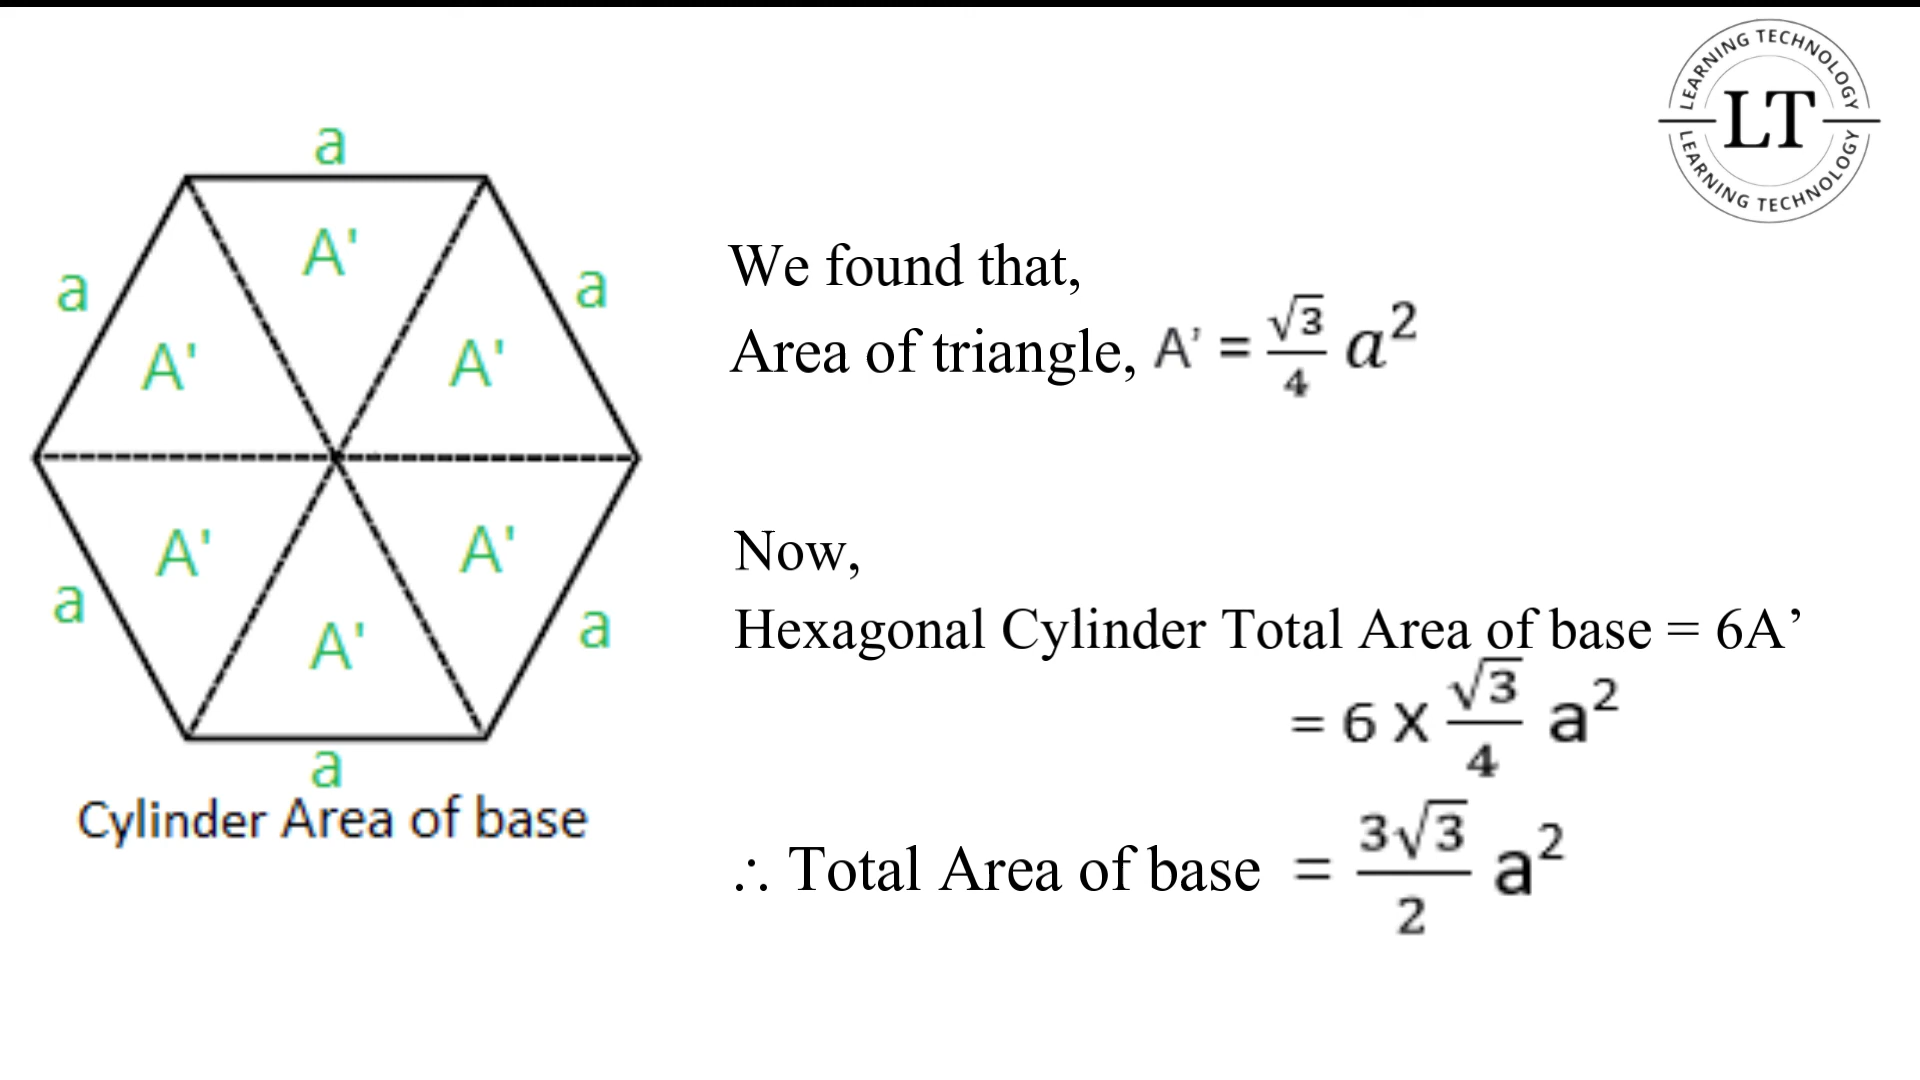 LEARNING TECHNOLOGY
LT
LEARNING TECHNOLOGY
a
a
a
A'
A'
A'
A'
A'
A'
a
a
a
Cylinder Area of base
We found that,
Area of triangle, A’ = √3/4 a²
Now,
Hexagonal Cylinder Total Area of base = 6A’
= 6 X √3/4 a²
∴ Total Area of base = 3√3/2 a²